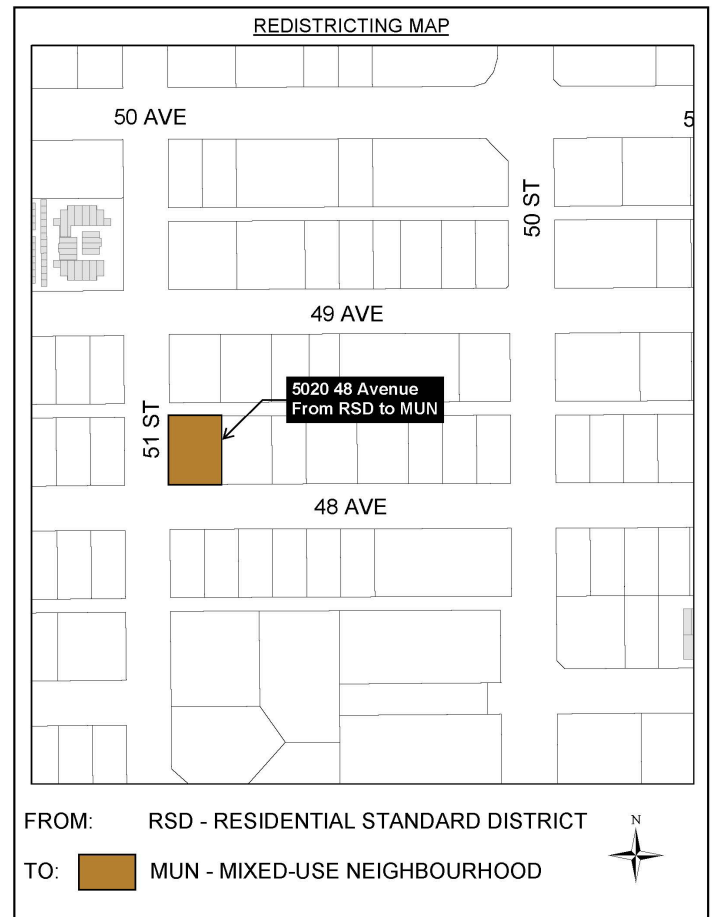 REDISTRICTING MAP
50 AVE
5
50 ST
49 AVE
5020 48 Avenue
From RSD to MUN
51 ST
48 AVE
FROM: RSD - RESIDENTIAL STANDARD DISTRICT
N
TO: MUN - MIXED-USE NEIGHBOURHOOD